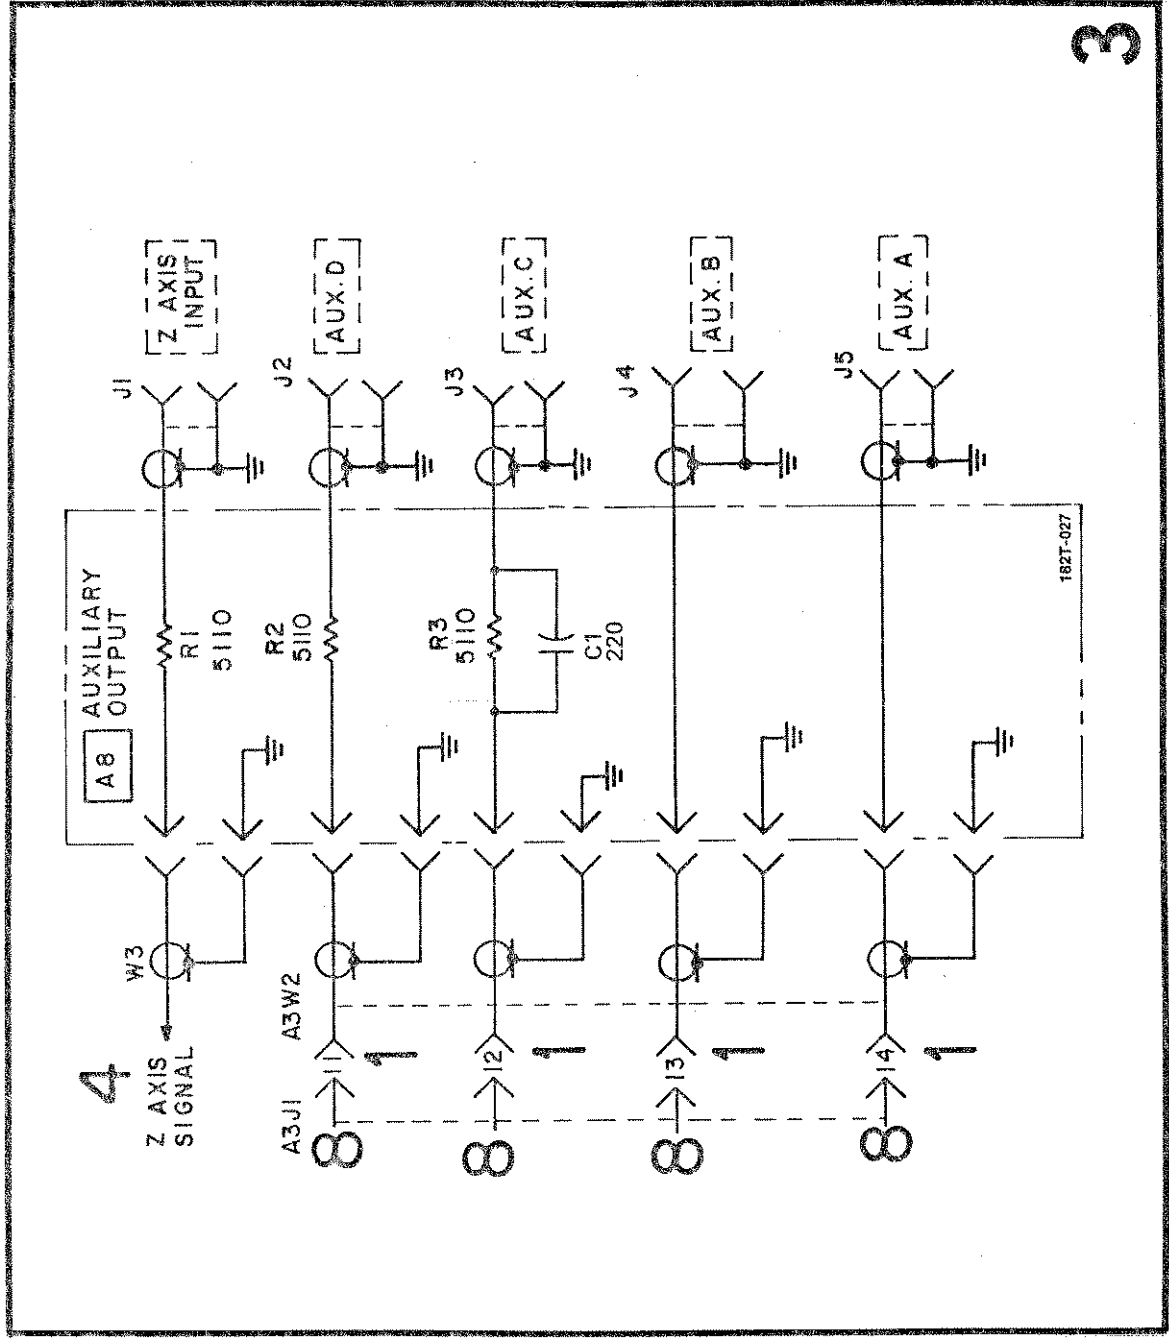 4
Z AXIS
SIGNAL
W3
A8
AUXILIARY
OUTPUT
R1
5110
J1
Z AXIS
INPUT
A3J1
A3W2
8
11
1
R2
5110
J2
AUX. D
8
12
1
R3
5110
C1
220
J3
AUX. C
8
13
1
J4
AUX. B
8
14
1
J5
AUX. A
182T-027
3